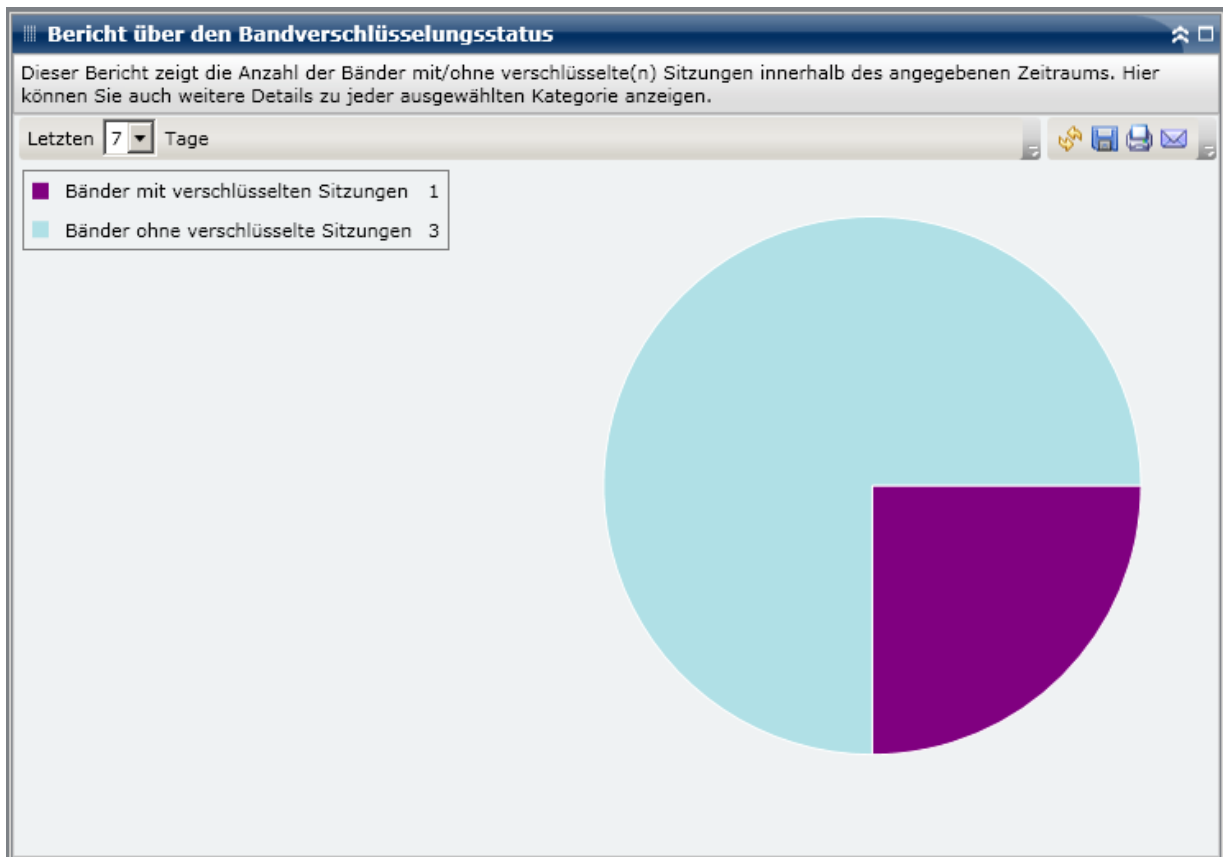 Bericht über den Bandverschlüsselungsstatus
Dieser Bericht zeigt die Anzahl der Bänder mit/ohne verschlüsselte(n) Sitzungen innerhalb des angegebenen Zeitraums. Hier
können Sie auch weitere Details zu jeder ausgewählten Kategorie anzeigen.
Letzten 7 Tage
Bänder mit verschlüsselten Sitzungen 1
Bänder ohne verschlüsselte Sitzungen 3